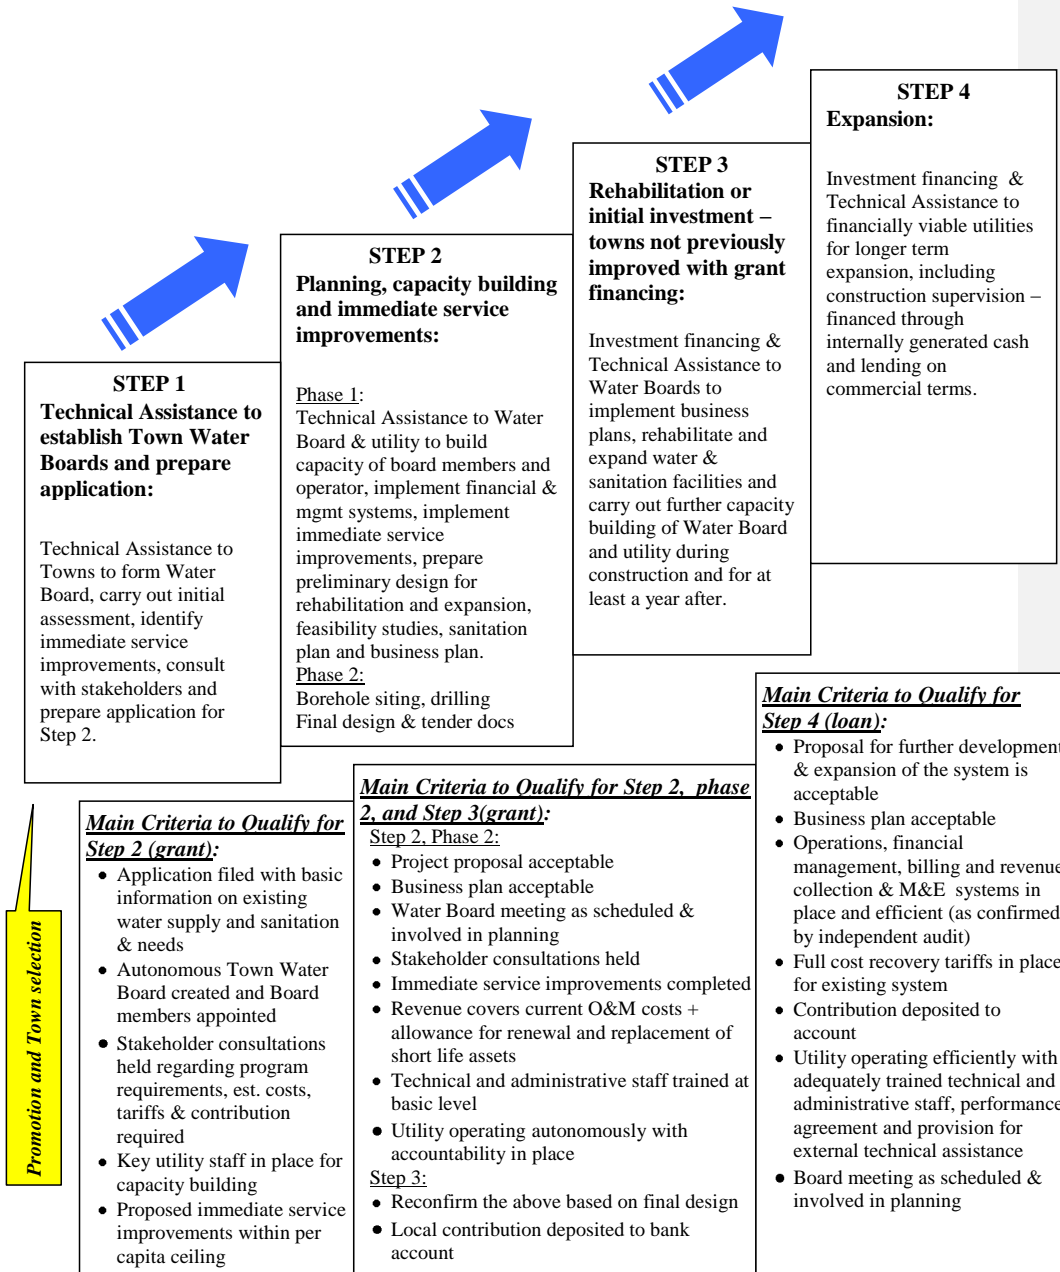 STEP 1
Technical Assistance to
establish Town Water
Boards and prepare
application:
Technical Assistance to
Towns to form Water
Board, carry out initial
assessment, identify
immediate service
improvements, consult
with stakeholders and
prepare application for
Step 2.
STEP 2
Planning, capacity building
and immediate service
improvements:
Phase 1:
Technical Assistance to Water
Board & utility to build
capacity of board members and
operator, implement financial &
mgmt systems, implement
immediate service
improvements, prepare
preliminary design for
rehabilitation and expansion,
feasibility studies, sanitation
plan and business plan.
Phase 2:
Borehole siting, drilling
Final design & tender docs
STEP 3
Rehabilitation or
initial investment –
towns not previously
improved with grant
financing:
Investment financing &
Technical Assistance to
Water Boards to
implement business
plans, rehabilitate and
expand water &
sanitation facilities and
carry out further capacity
building of Water Board
and utility during
construction and for at
least a year after.
STEP 4
Expansion:
Investment financing &
Technical Assistance to
financially viable utilities
for longer term
expansion, including
construction supervision –
financed through
internally generated cash
and lending on
commercial terms.
Promotion and Town selection
Main Criteria to Qualify for
Step 2 (grant):
• Application filed with basic
information on existing
water supply and sanitation
& needs
• Autonomous Town Water
Board created and Board
members appointed
• Stakeholder consultations
held regarding program
requirements, est. costs,
tariffs & contribution
required
• Key utility staff in place for
capacity building
• Proposed immediate service
improvements within per
capita ceiling
Main Criteria to Qualify for Step 2, phase
2, and Step 3(grant):
Step 2, Phase 2:
• Project proposal acceptable
• Business plan acceptable
• Water Board meeting as scheduled &
involved in planning
• Stakeholder consultations held
• Immediate service improvements completed
• Revenue covers current O&M costs +
allowance for renewal and replacement of
short life assets
• Technical and administrative staff trained at
basic level
• Utility operating autonomously with
accountability in place
Step 3:
• Reconfirm the above based on final design
• Local contribution deposited to bank
account
Main Criteria to Qualify for
Step 4 (loan):
• Proposal for further development
& expansion of the system is
acceptable
• Business plan acceptable
• Operations, financial
management, billing and revenue
collection & M&E systems in
place and efficient (as confirmed
by independent audit)
• Full cost recovery tariffs in place
for existing system
• Contribution deposited to
account
• Utility operating efficiently with
adequately trained technical and
administrative staff, performance
agreement and provision for
external technical assistance
• Board meeting as scheduled &
involved in planning